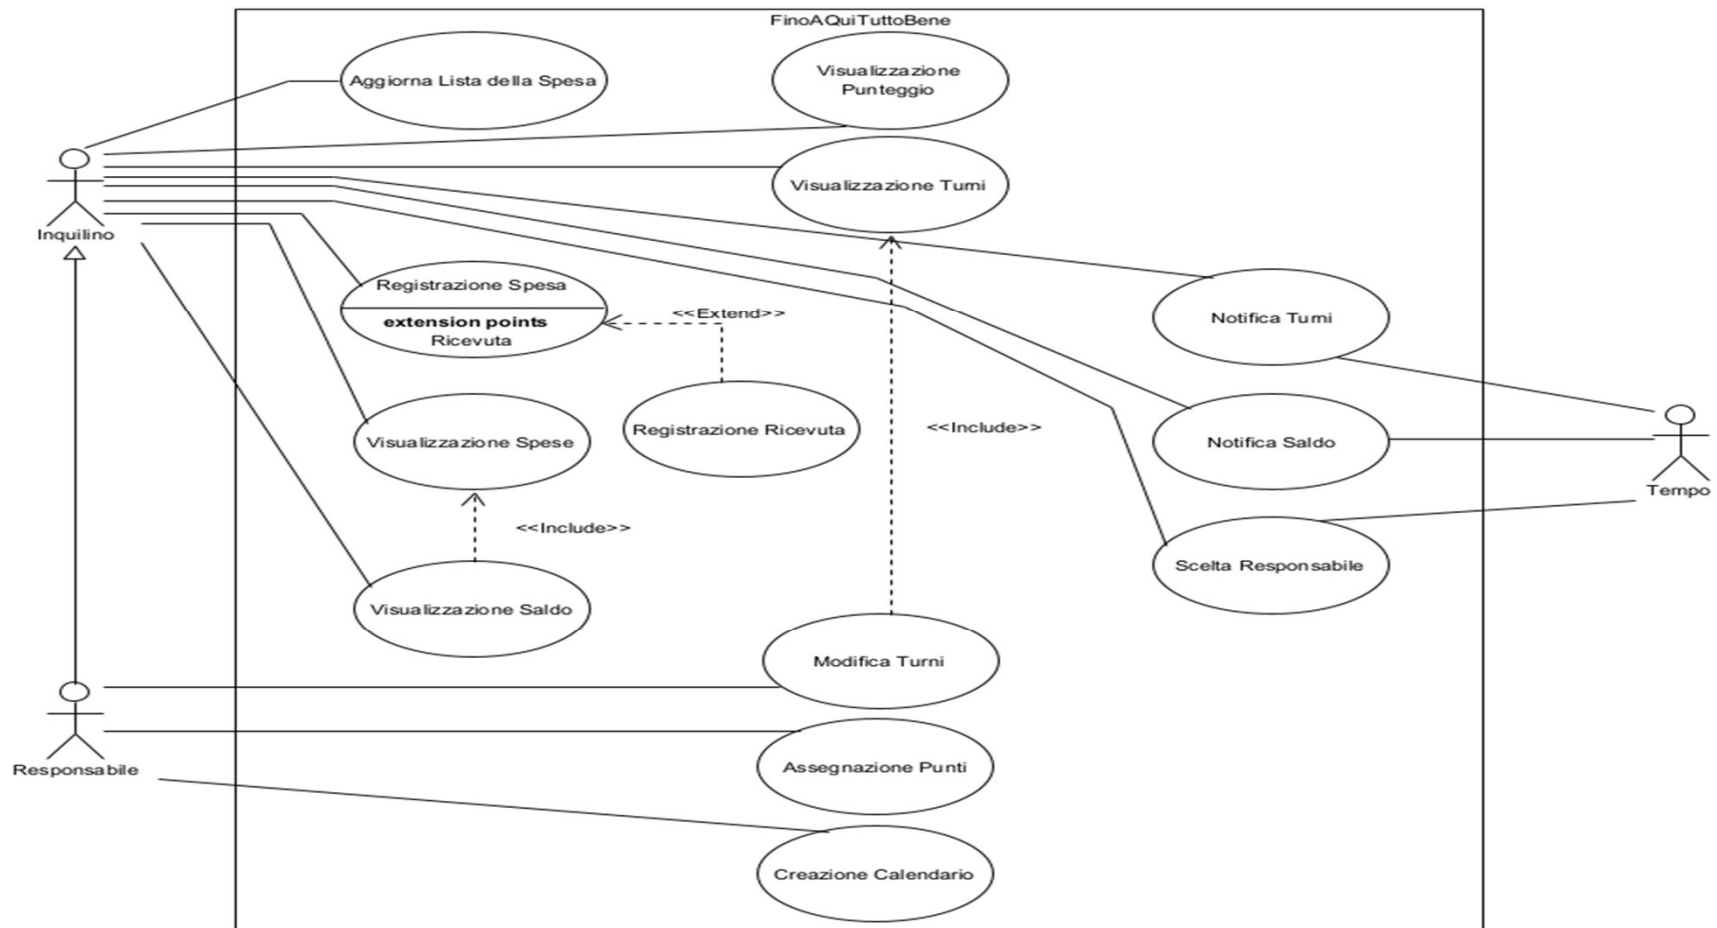 FinoAQuiTuttoBene
Aggiorna Lista della Spesa
Visualizzazione
Punteggio
Visualizzazione Turni
Inquilino
Registrazione Spesa
extension points
Ricevuta
<<Extend>>
Notifica Turni
Registrazione Ricevuta
<<Include>>
Visualizzazione Spese
Notifica Saldo
Tempo
<<Include>>
Scelta Responsabile
Visualizzazione Saldo
Modifica Turni
Responsabile
Assegnazione Punti
Creazione Calendario